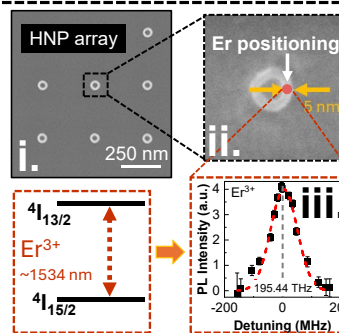 HNP array
i.
250 nm
Er positioning
5 nm
ii.
⁴I₁₃/₂
Er³⁺
~1534 nm
⁴I₁₅/₂
PL Intensity (a.u.)
4
3
2
1
0
Er³⁺
iii.
195.44 THz
-200
0
200
Detuning (MHz)